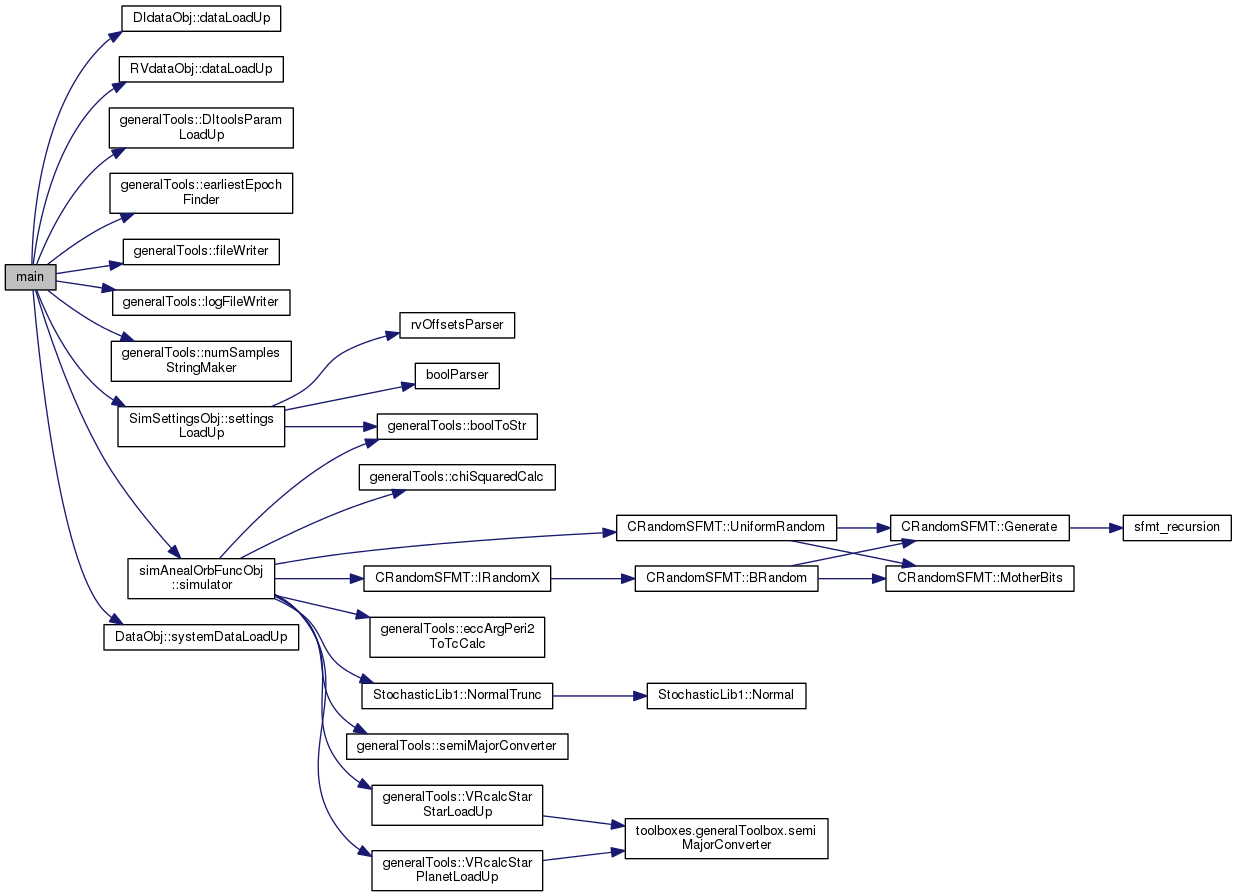 DIdataObj::dataLoadUp
RVdataObj::dataLoadUp
generalTools::DItoolsParam
LoadUp
generalTools::earliestEpoch
Finder
generalTools::fileWriter
main
generalTools::logFileWriter
generalTools::numSamples
StringMaker
SimSettingsObj::settings
LoadUp
rvOffsetsParser
boolParser
generalTools::boolToStr
generalTools::chiSquaredCalc
simAnealOrbFuncObj
::simulator
CRandomSFMT::UniformRandom
CRandomSFMT::Generate
sfmt_recursion
CRandomSFMT::IRandomX
CRandomSFMT::BRandom
CRandomSFMT::MotherBits
DataObj::systemDataLoadUp
generalTools::eccArgPeri2
ToTcCalc
StochasticLib1::NormalTrunc
StochasticLib1::Normal
generalTools::semiMajorConverter
generalTools::VRcalcStar
StarLoadUp
toolboxes.generalToolbox.semi
MajorConverter
generalTools::VRcalcStar
PlanetLoadUp